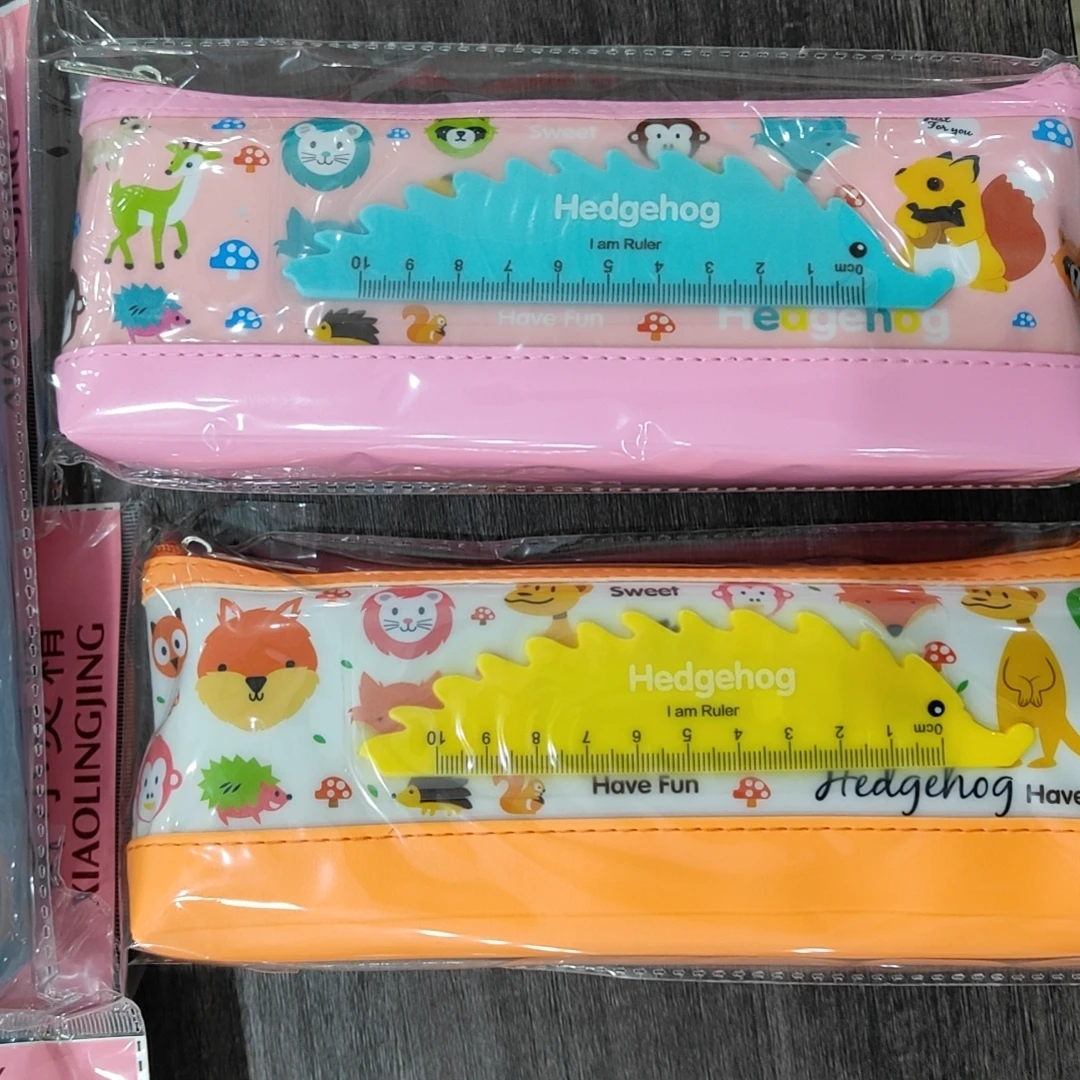 Sweet
Just
For you
Hedgehog
I am Ruler
10 9 8 7 6 5 4 3 2 1 0cm
Have Fun
Hedgehog
Sweet
Hedgehog
I am Ruler
10 9 8 7 6 5 4 3 2 1 0cm
Have Fun
Hedgehog
Have
XIAOLINGJING